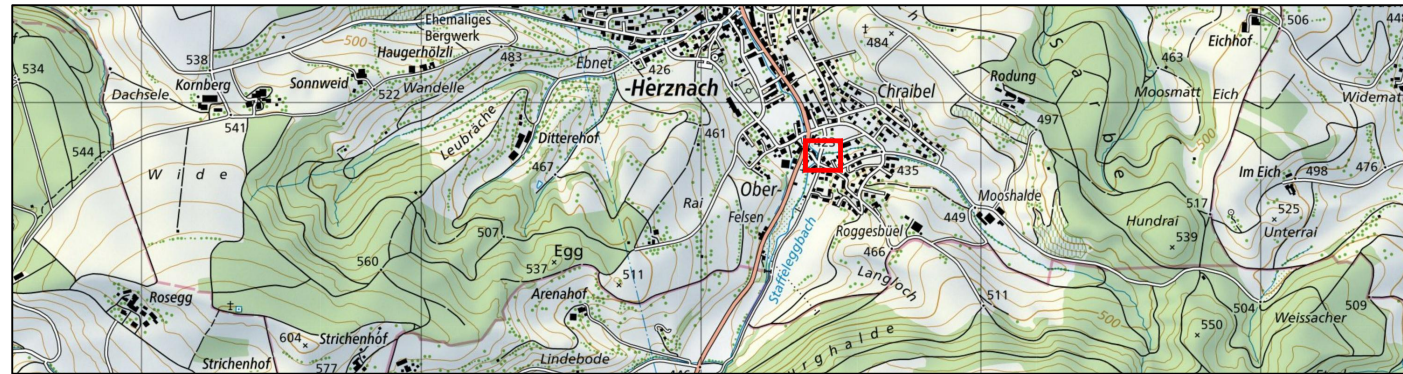 Ehemaliges
Bergwerk
500
538
Haugerhölzli
483
Ebnet
426
484
463
506
Eichhof
534
Kornberg
Sonnweid
Dachsele
522
Wandelle
-Herznach
Chraibel
Rodung
Moosmatt
Eich
Widematt
541
Leubrache
Ditterehof
461
497
500
544
467
Sarbe
Wide
Ober-
435
Im Eich
498
476
Mooshalde
Rai
Felsen
449
517
525
Hundrai
Unterrai
507
Roggesbüel
539
560
Egg
537
511
466
Staffeleggbach
Langloch
Rosegg
Arenahof
511
504
509
500
550
Weissacher
604
Strichenhof
Strichenhof
577
Lindebode